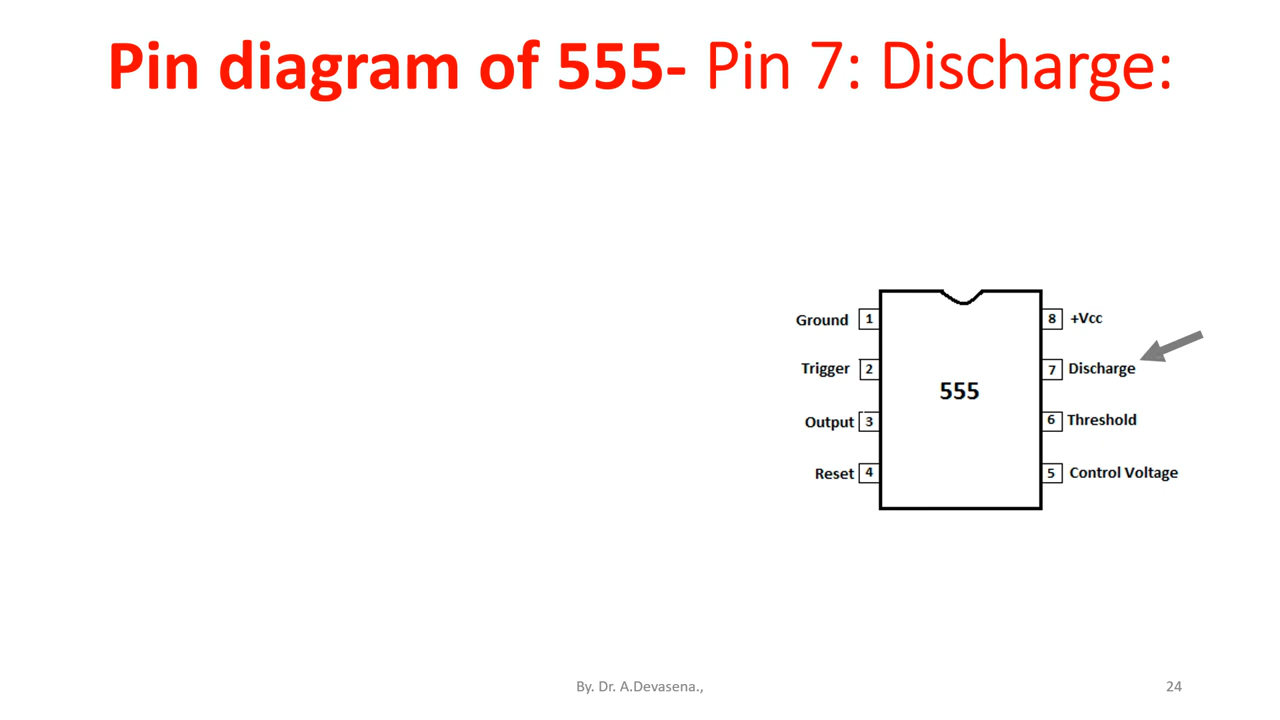 Pin diagram of 555- Pin 7: Discharge:
Ground 1
8 +Vcc
Trigger 2
7 Discharge
555
Output 3
6 Threshold
Reset 4
5 Control Voltage
By. Dr. A.Devasena.,
24